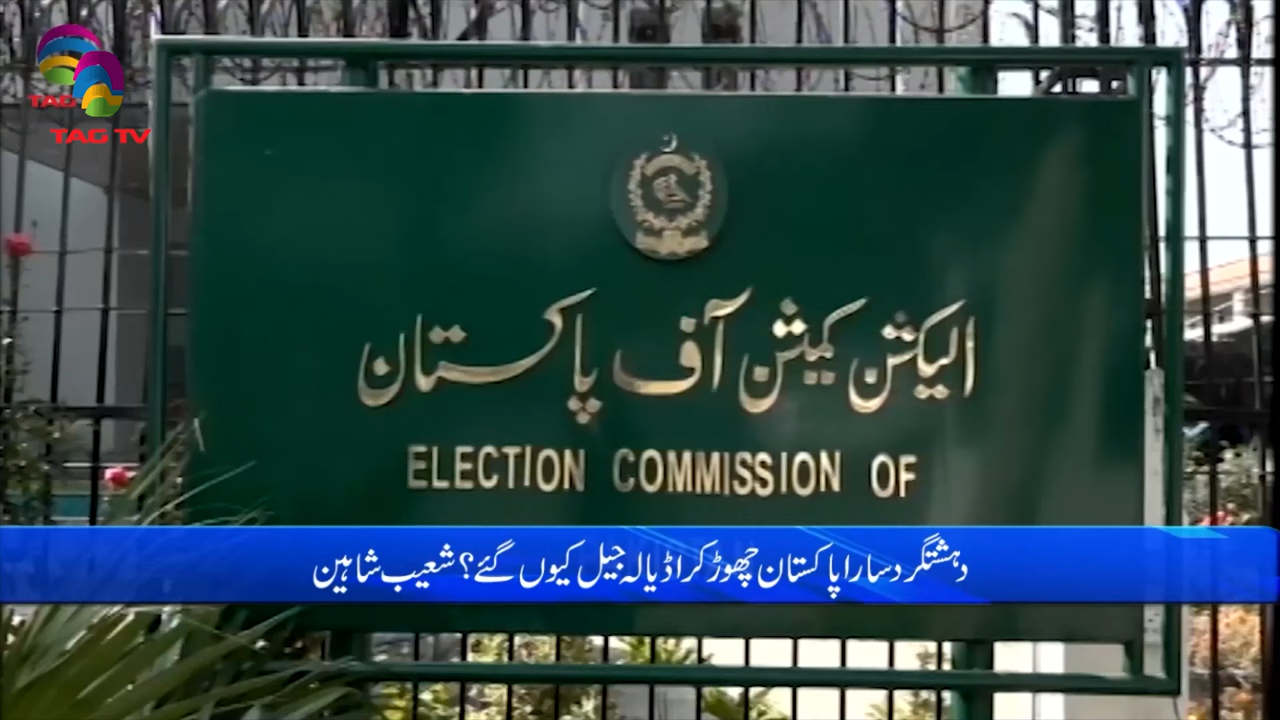 TAG
TAG TV
الیکشن کمیشن آف پاکستان
ELECTION COMMISSION OF
دہشتگرد سارا پاکستان چھوڑ کر اڈیالہ جیل کیوں گئے؟ شعیب شاہین